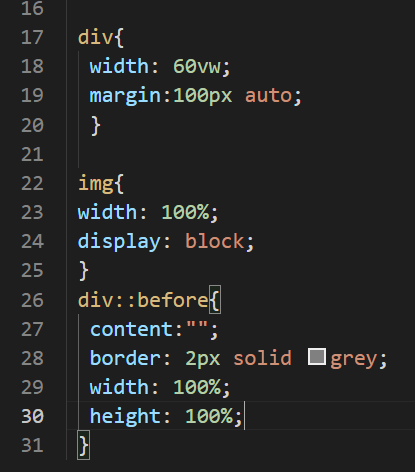 16
17 div{
18 width: 60vw;
19 margin:100px auto;
20 }
21
22 img{
23 width: 100%;
24 display: block;
25 }
26 div::before{
27 content:"";
28 border: 2px solid grey;
29 width: 100%;
30 height: 100%;
31 }